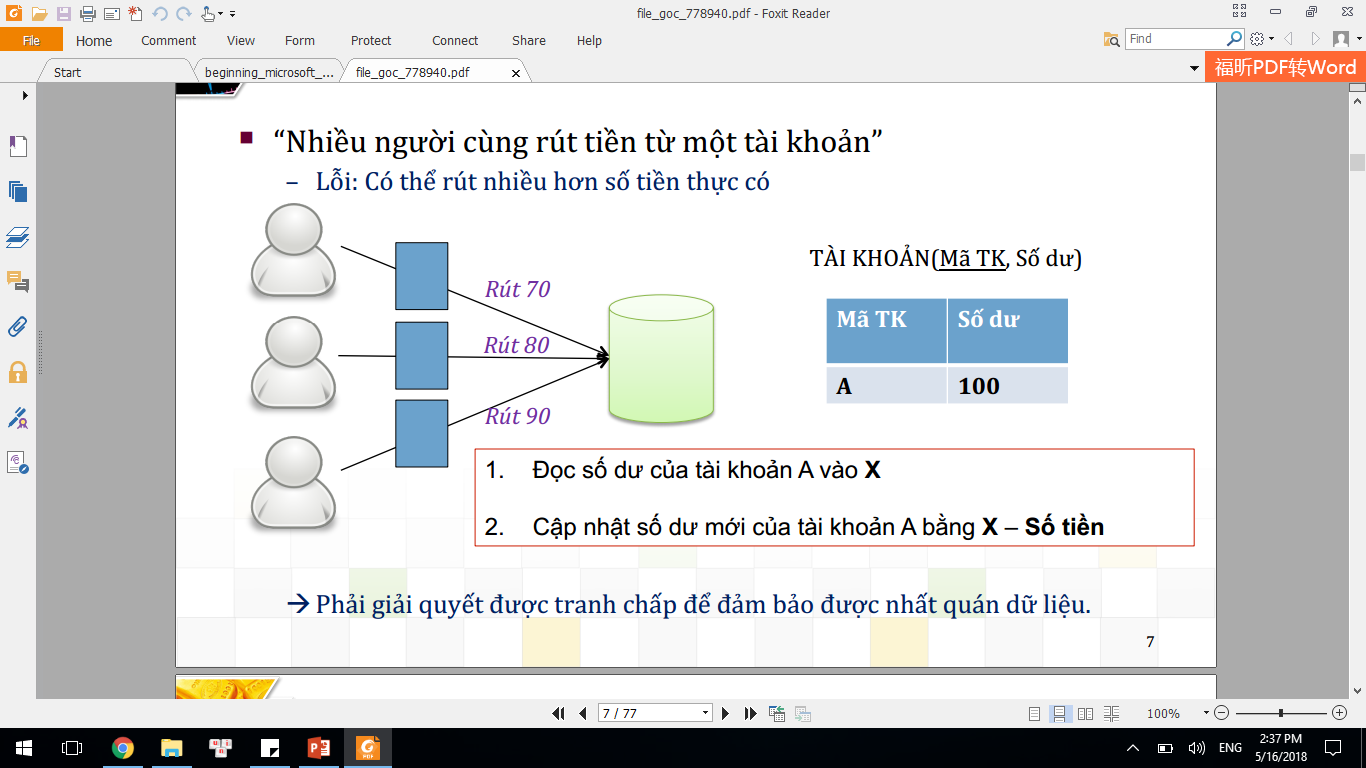 file_goc_778940.pdf - Foxit Reader
File Home Comment View Form Protect Connect Share Help
Find
Start
beginning_microsoft_...
file_goc_778940.pdf
福昕PDF转Word
“Nhiều người cùng rút tiền từ một tài khoản”
– Lỗi: Có thể rút nhiều hơn số tiền thực có
TÀI KHOẢN(Mã TK, Số dư)
Rút 70
Rút 80
Rút 90
Mã TK Số dư
A 100
1. Đọc số dư của tài khoản A vào X
2. Cập nhật số dư mới của tài khoản A bằng X – Số tiền
→ Phải giải quyết được tranh chấp để đảm bảo được nhất quán dữ liệu.
7
7 / 77
100%
ENG
2:37 PM
5/16/2018